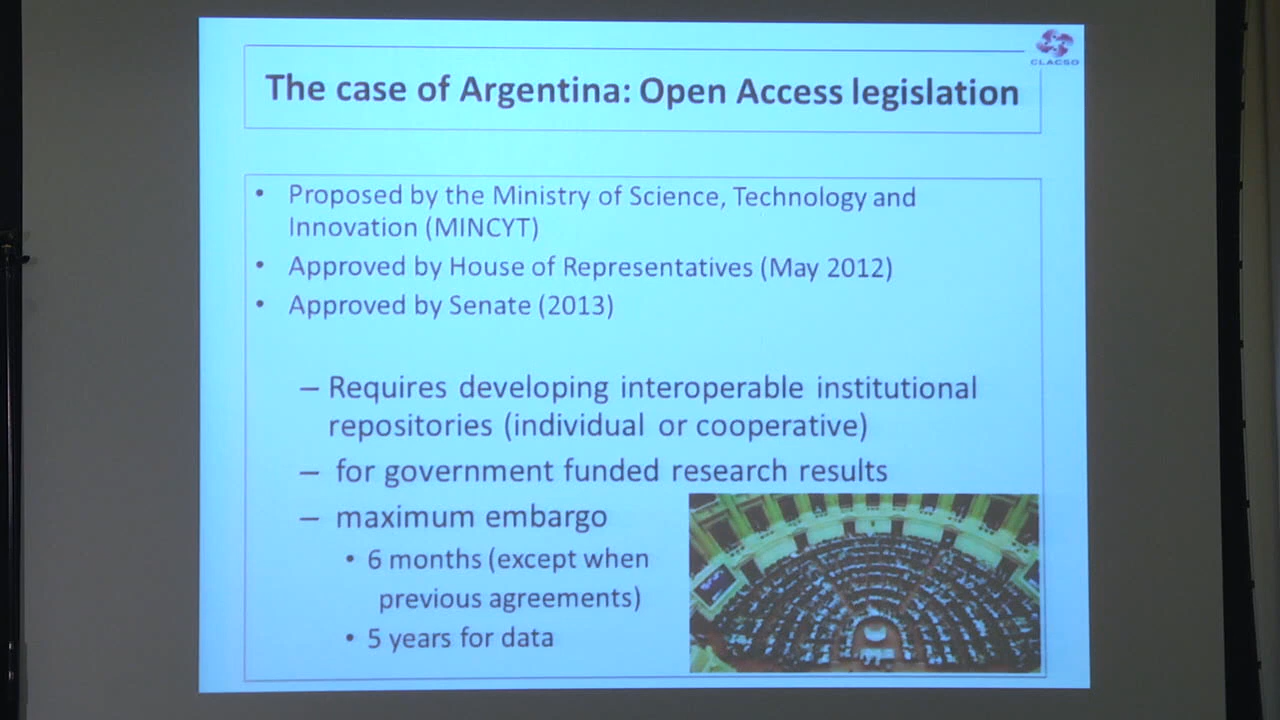 CLACSO
The case of Argentina: Open Access legislation
• Proposed by the Ministry of Science, Technology and
Innovation (MINCYT)
• Approved by House of Representatives (May 2012)
• Approved by Senate (2013)
– Requires developing interoperable institutional
repositories (individual or cooperative)
– for government funded research results
– maximum embargo
• 6 months (except when
previous agreements)
• 5 years for data